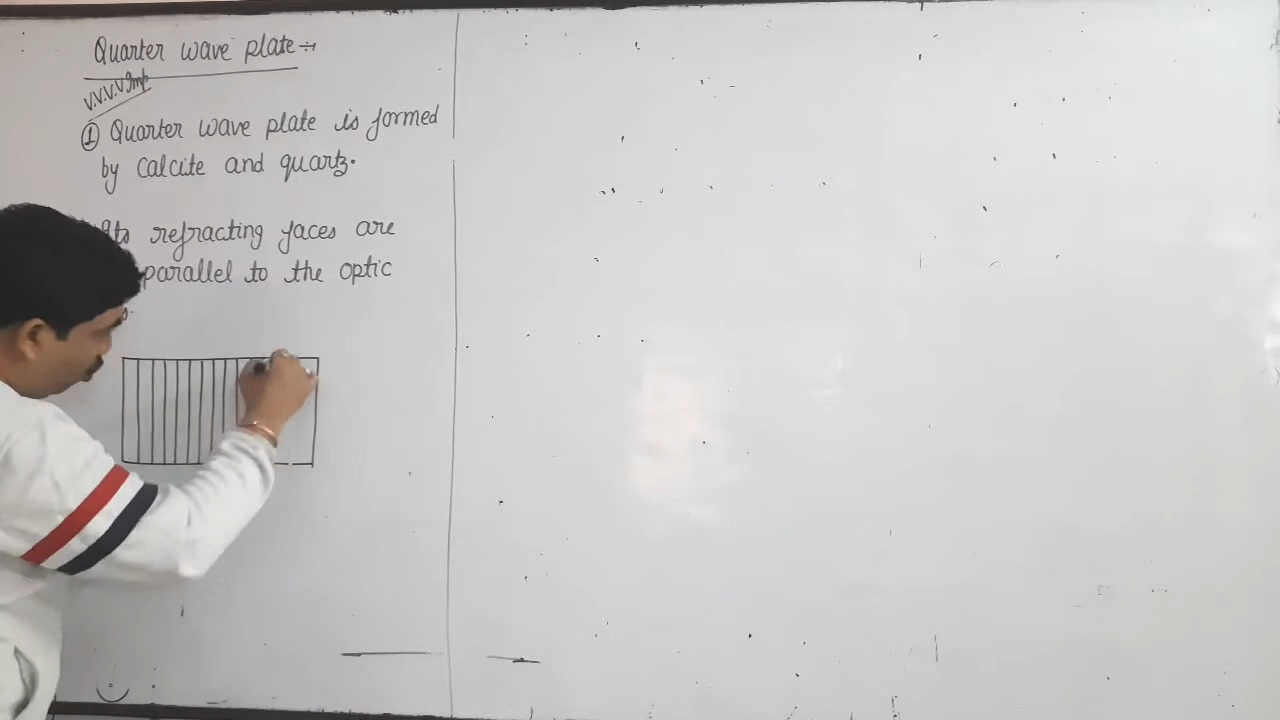 Quarter wave plate÷
V.V.V.V Imp
① Quarter wave plate is formed
by Calcite and quartz.
Its refracting faces are
parallel to the optic